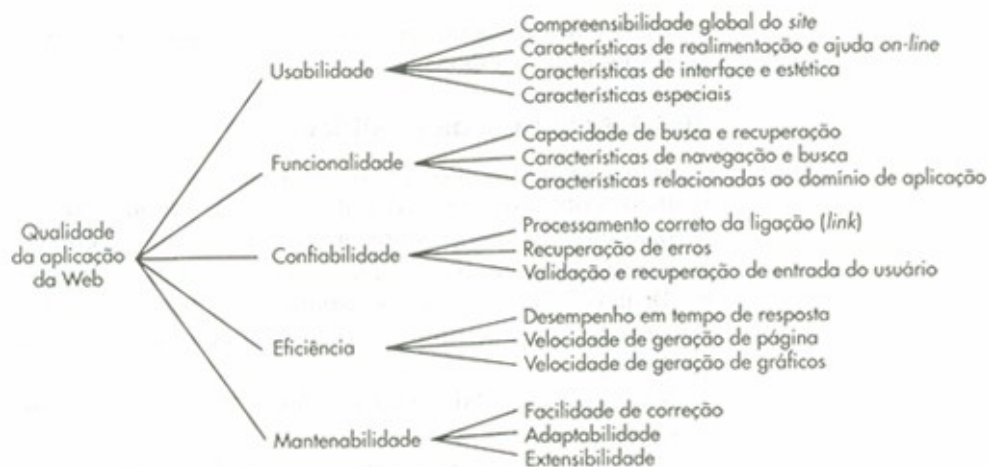 Qualidade
da aplicação
da Web
Usabilidade
Compreensibilidade global do site
Características de realimentação e ajuda on-line
Características de interface e estética
Características especiais
Funcionalidade
Capacidade de busca e recuperação
Características de navegação e busca
Características relacionadas ao domínio de aplicação
Confiabilidade
Processamento correto da ligação (link)
Recuperação de erros
Validação e recuperação de entrada do usuário
Eficiência
Desempenho em tempo de resposta
Velocidade de geração de página
Velocidade de geração de gráficos
Mantenabilidade
Facilidade de correção
Adaptabilidade
Extensibilidade